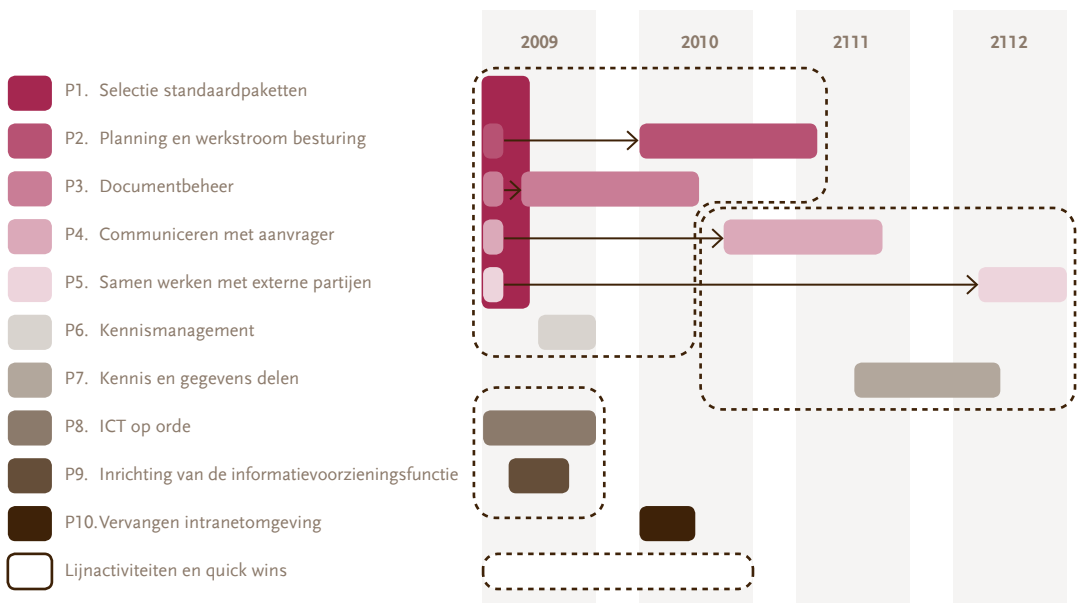 2009 2010 2111 2112
P1. Selectie standaardpaketten
P2. Planning en werkstroom besturing
P3. Documentbeheer
P4. Communiceren met aanvrager
P5. Samen werken met externe partijen
P6. Kennismanagement
P7. Kennis en gegevens delen
P8. ICT op orde
P9. Inrichting van de informatievoorzieningsfunctie
P10. Vervangen intranetomgeving
Lijnactiviteiten en quick wins